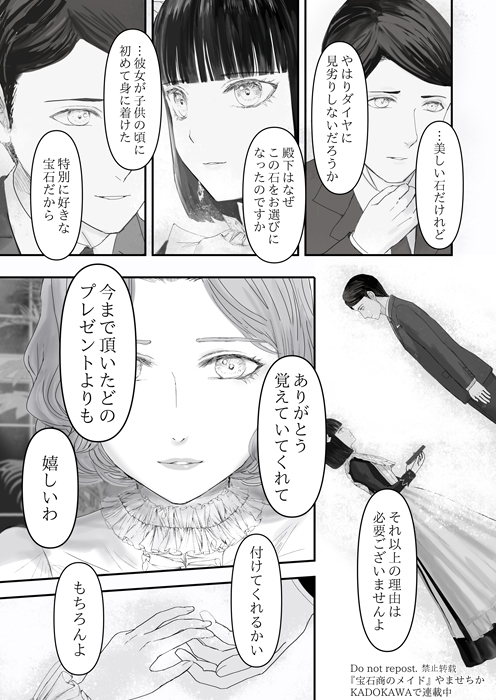 …美しい石だけれど
やはりダイヤに
見劣りしないだろうか
殿下はなぜ
この石をお選びに
なったのですか
…彼女が子供の頃に
初めて身に着けた
特別に好きな
宝石だから
それ以上の理由は
必要ございませんよ
ありがとう
覚えていてくれて
今まで頂いたどの
プレゼントよりも
嬉しいわ
付けてくれるかい
もちろんよ
Do not repost. 禁止転載
『宝石商のメイド』やませちか
KADOKAWAで連載中